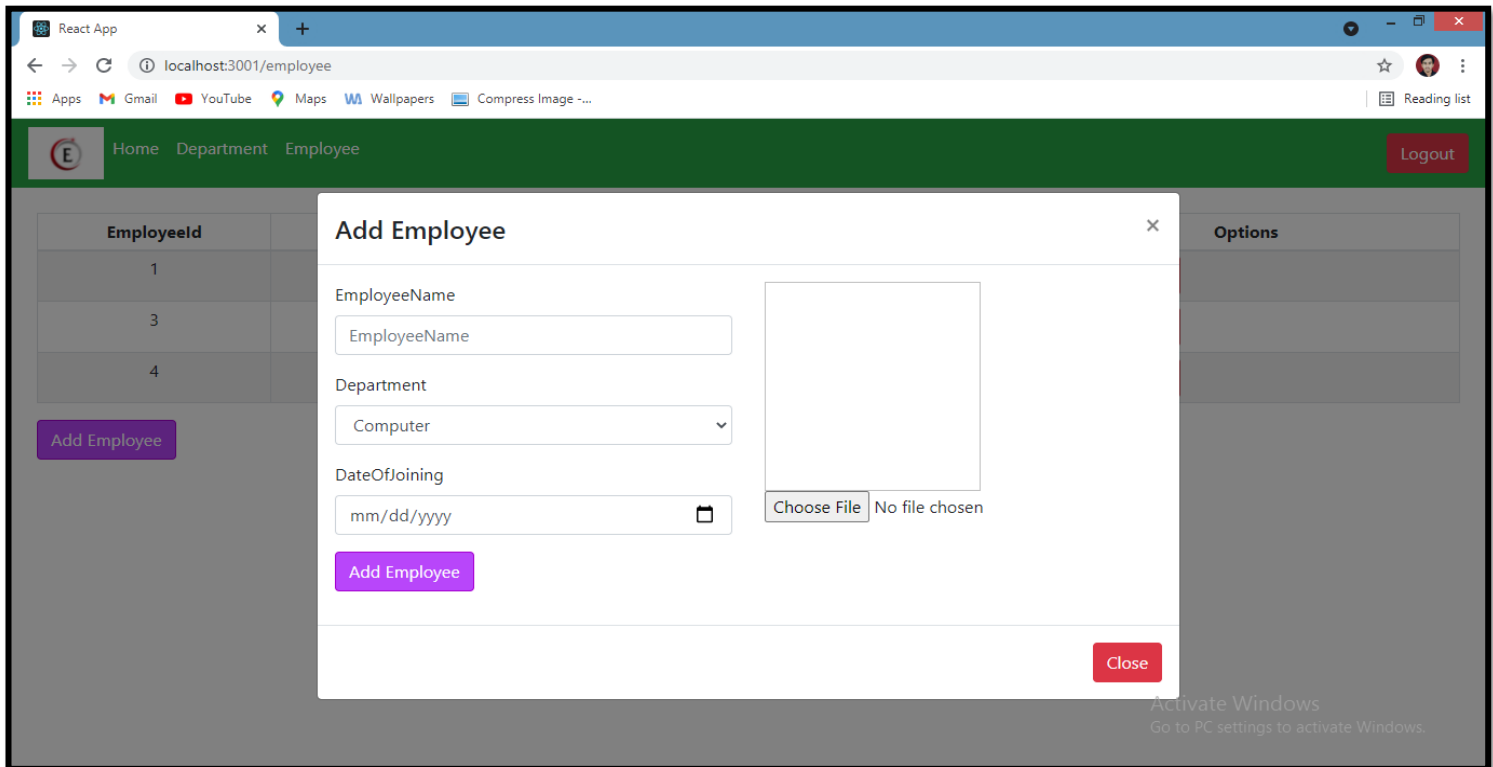 React App
localhost:3001/employee
Apps Gmail YouTube Maps Wallpapers Compress Image -... Reading list
E Home Department Employee Logout
EmployeeId Options
1
3
4
Add Employee
Add Employee ×
EmployeeName
EmployeeName
Department
Computer
DateOfJoining
mm/dd/yyyy
Choose File No file chosen
Add Employee
Close
Activate Windows
Go to PC settings to activate Windows.